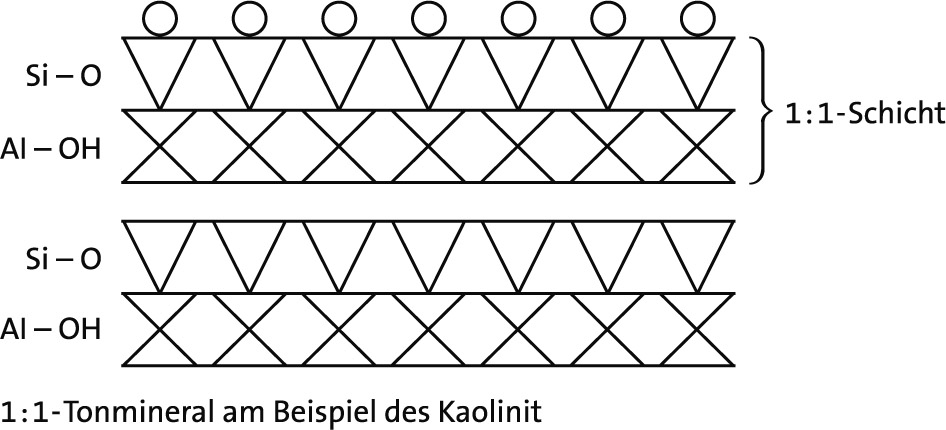 Si – O
Al – OH
1:1-Schicht
Si – O
Al – OH
1:1-Tonmineral am Beispiel des Kaolinit